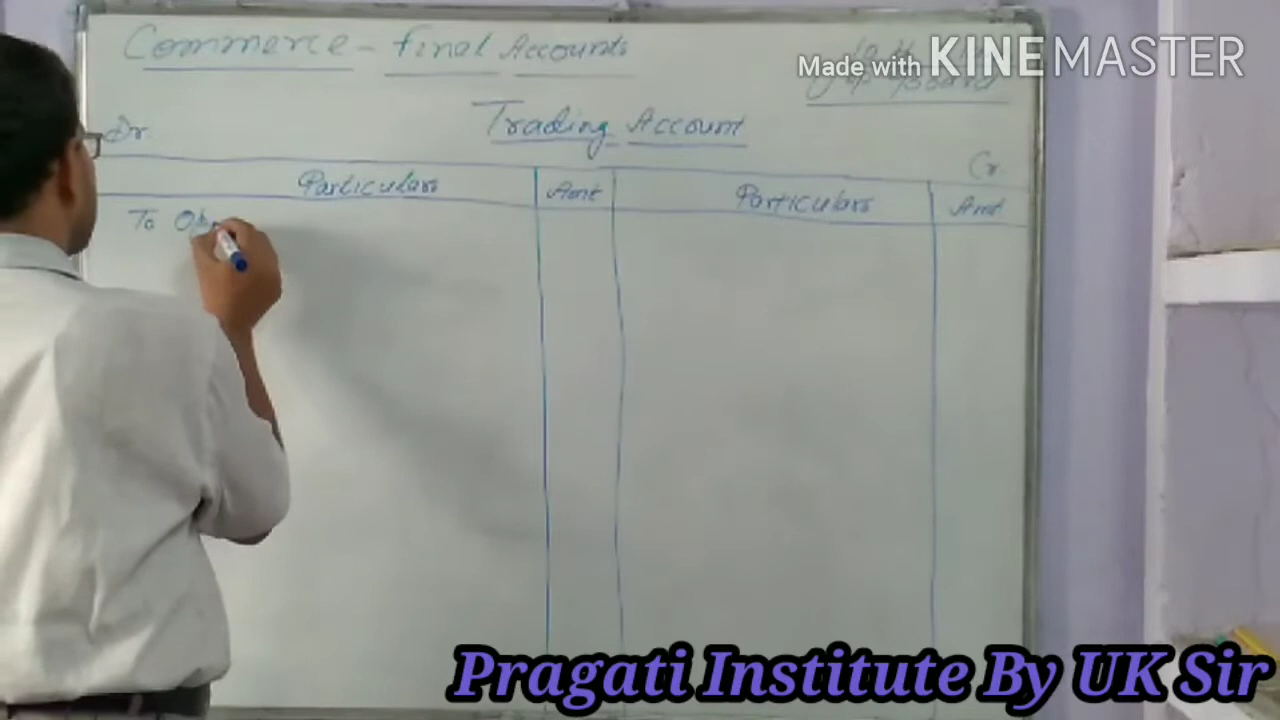 Commerce - Final Accounts
Made with KINEMASTER
Trading Account
Dr.
Cr.
Particulars Amt Particulars Amt
To Opn
Pragati Institute By UK Sir